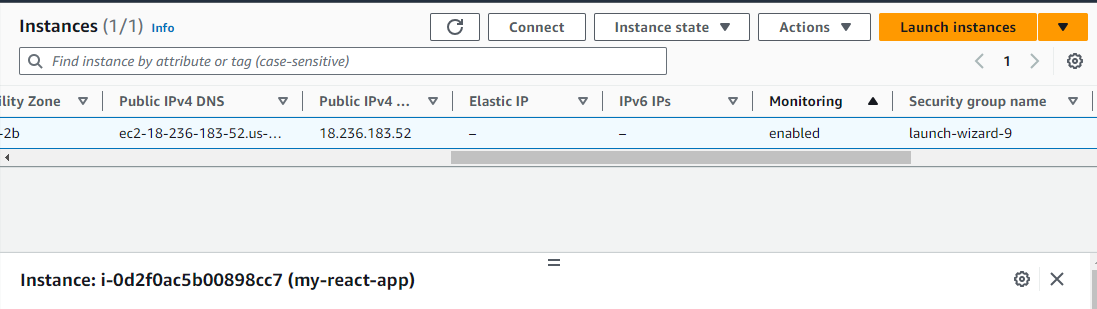 Instances (1/1) Info Connect Instance state Actions Launch instances
Find instance by attribute or tag (case-sensitive) 1
ility Zone Public IPv4 DNS Public IPv4 ... Elastic IP IPv6 IPs Monitoring Security group name
-2b ec2-18-236-183-52.us-... 18.236.183.52 – – enabled launch-wizard-9
Instance: i-0d2f0ac5b00898cc7 (my-react-app)